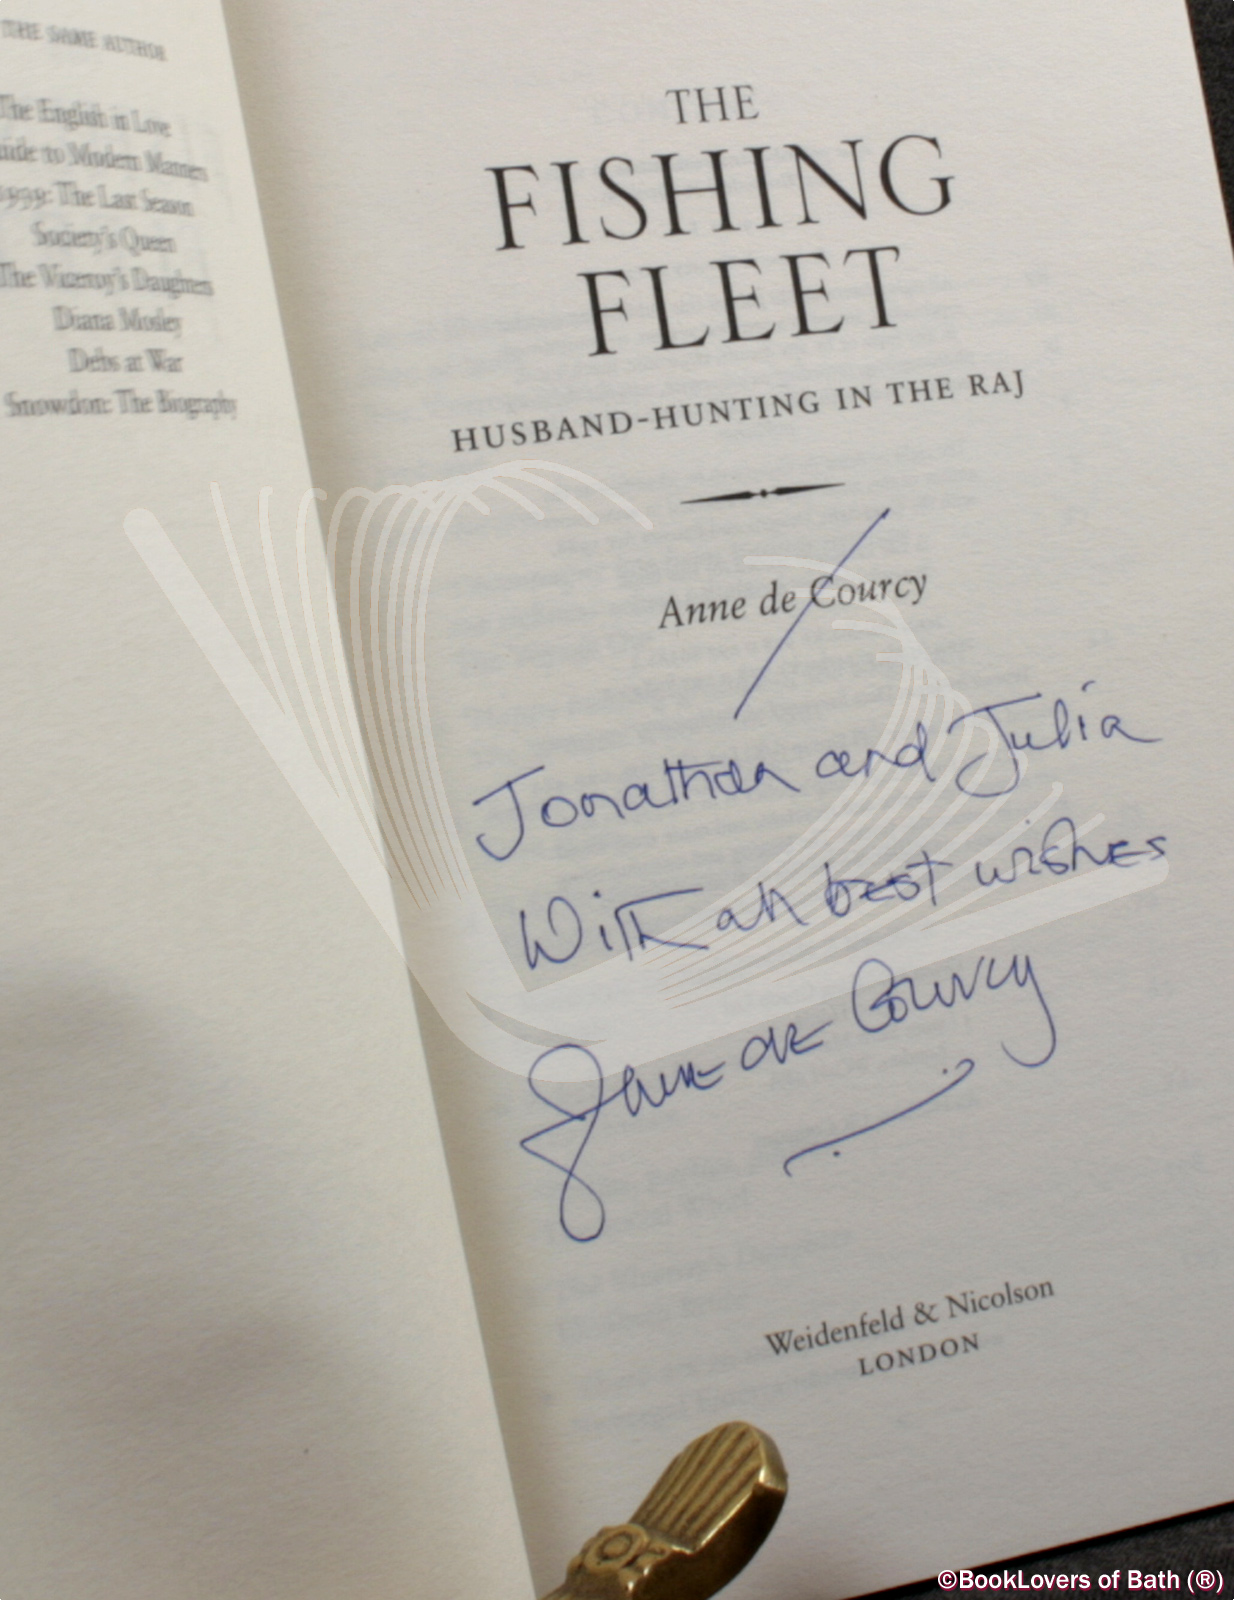 THE SAME AUTHOR
The English in Love
uide to Modern Manners
1939: The Last Season
Society's Queen
The Viceroy's Daughters
Diana Mosley
Debs at War
Snowdon: The Biography
THE
FISHING
FLEET
HUSBAND-HUNTING IN THE RAJ
Anne de Courcy
Jonathan and Julia
With all best wishes
Anne de Courcy
Weidenfeld & Nicolson
LONDON
©BookLovers of Bath (®)